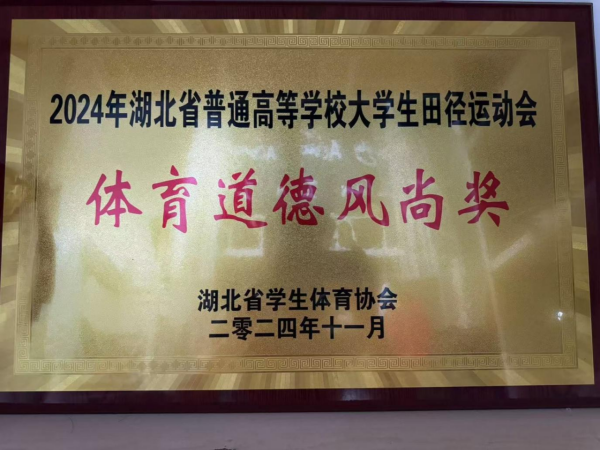 2024年湖北省普通高等学校大学生田径运动会
体育道德风尚奖
湖北省学生体育协会
二零二四年十一月